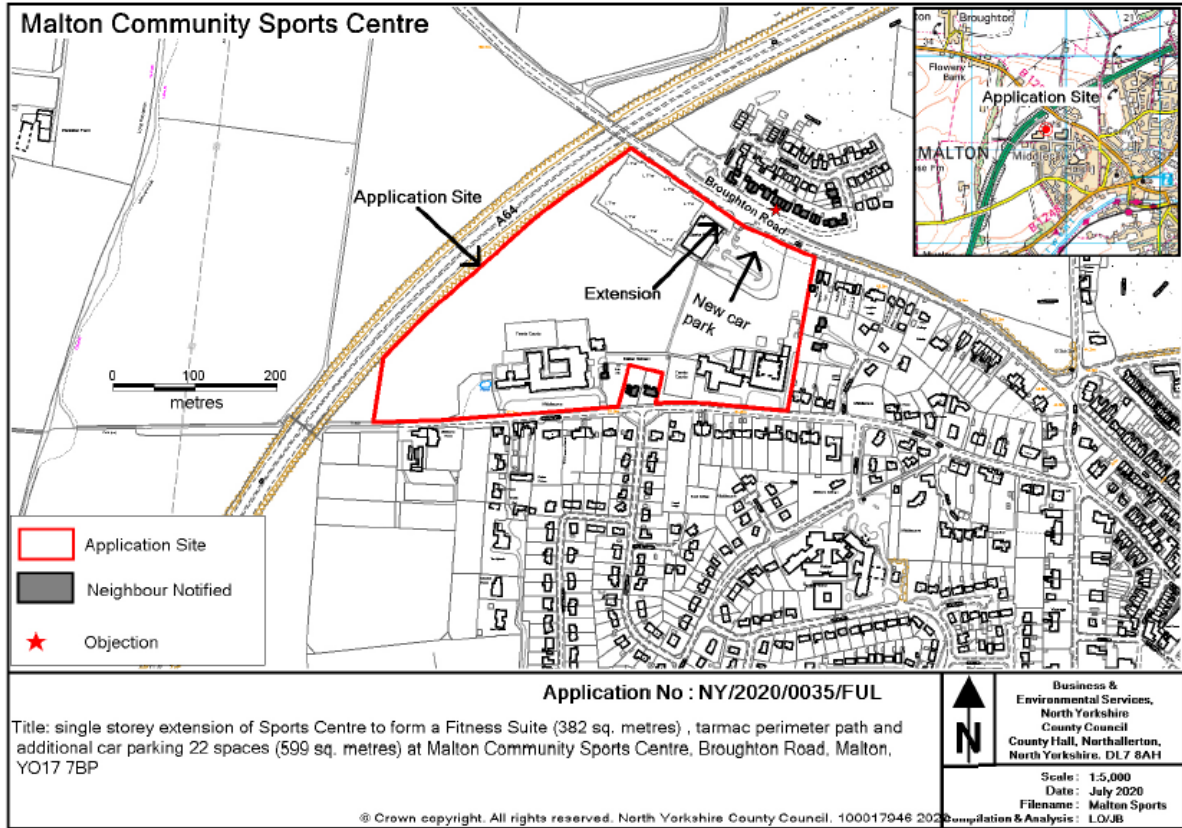 Malton Community Sports Centre
Application Site
A64
Broughton Road
Extension
New car
park
Tennis Courts
0 100 200
metres
Broughton
34
21
Flowery
Bank
Application Site
MALTON
Application Site
Neighbour Notified
Objection
Application No : NY/2020/0035/FUL
Title: single storey extension of Sports Centre to form a Fitness Suite (382 sq. metres) , tarmac perimeter path and
additional car parking 22 spaces (599 sq. metres) at Malton Community Sports Centre, Broughton Road, Malton,
YO17 7BP
© Crown copyright. All rights reserved. North Yorkshire County Council. 100017946
N
Business &
Environmental Services,
North Yorkshire
County Council
County Hall, Northallerton,
North Yorkshire. DL7 8AH
Scale : 1:5,000
Date : July 2020
Filename : Malton Sports
Compilation & Analysis : LO/JB